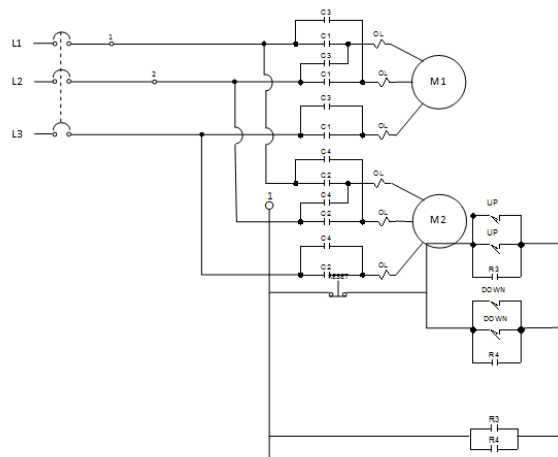 C3
L1
1
C1
OL
C3
L2
2
C1
OL
M1
C3
L3
C1
OL
C4
C2
OL
C4
1
C2
OL
M2
UP
C4
UP
C2
OL
R3
RESET
DOWN
DOWN
R4
R3
R4